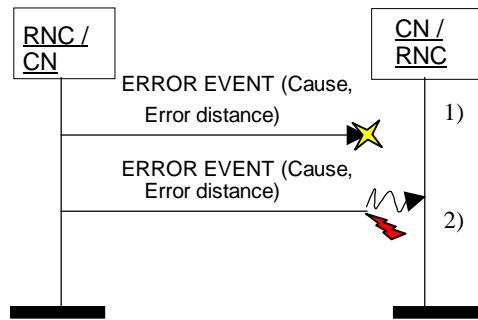 RNC /
CN
CN /
RNC
ERROR EVENT (Cause,
Error distance)
1)
ERROR EVENT (Cause,
Error distance)
2)